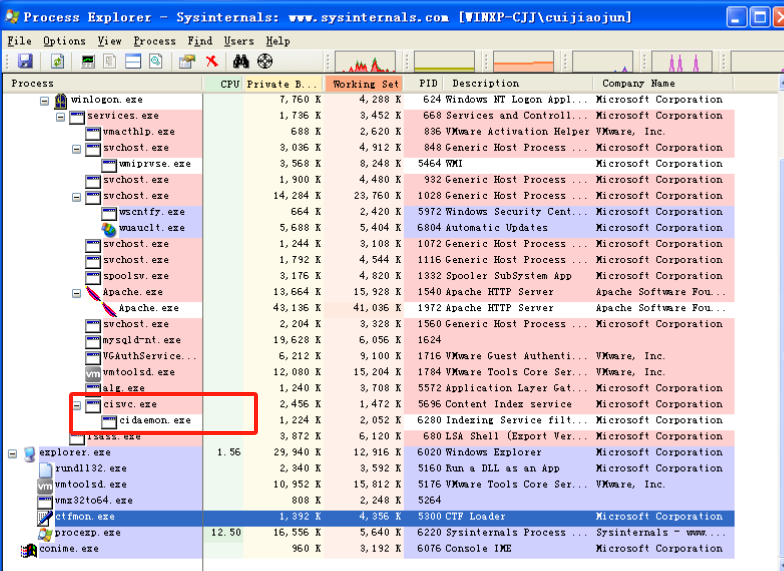 Process Explorer - Sysinternals: www.sysinternals.com [WINXP-CJJ\cuijiaojun]
File Options View Process Find Users Help
Process CPU Private B... Working Set PID Description Company Name
winlogon.exe 7,760 K 4,288 K 624 Windows NT Logon Appl... Microsoft Corporation
services.exe 1,736 K 3,452 K 668 Services and Controll... Microsoft Corporation
vmacthlp.exe 688 K 2,620 K 836 VMware Activation Helper VMware, Inc.
svchost.exe 3,036 K 4,912 K 848 Generic Host Process ... Microsoft Corporation
wmiprvse.exe 3,568 K 8,248 K 5464 WMI Microsoft Corporation
svchost.exe 1,900 K 4,480 K 932 Generic Host Process ... Microsoft Corporation
svchost.exe 14,284 K 23,760 K 1028 Generic Host Process ... Microsoft Corporation
wscntfy.exe 664 K 2,420 K 5972 Windows Security Cent... Microsoft Corporation
wuauclt.exe 5,688 K 5,404 K 6804 Automatic Updates Microsoft Corporation
svchost.exe 1,244 K 3,108 K 1072 Generic Host Process ... Microsoft Corporation
svchost.exe 1,792 K 4,544 K 1116 Generic Host Process ... Microsoft Corporation
spoolsv.exe 3,176 K 4,820 K 1332 Spooler SubSystem App Microsoft Corporation
Apache.exe 13,664 K 15,928 K 1540 Apache HTTP Server Apache Software Fou...
Apache.exe 43,136 K 41,036 K 1972 Apache HTTP Server Apache Software Fou...
svchost.exe 2,204 K 3,328 K 1560 Generic Host Process ... Microsoft Corporation
mysqld-nt.exe 19,628 K 6,056 K 1624
VGAuthService... 6,212 K 9,100 K 1716 VMware Guest Authenti... VMware, Inc.
vmtoolsd.exe 12,080 K 15,204 K 1784 VMware Tools Core Ser... VMware, Inc.
alg.exe 1,240 K 3,708 K 5572 Application Layer Gat... Microsoft Corporation
cisvc.exe 2,456 K 1,472 K 5696 Content Index service Microsoft Corporation
cidaemon.exe 1,224 K 2,052 K 6280 Indexing Service filt... Microsoft Corporation
lsass.exe 3,872 K 6,120 K 680 LSA Shell (Export Ver... Microsoft Corporation
explorer.exe 1.56 29,940 K 12,916 K 6020 Windows Explorer Microsoft Corporation
rundll32.exe 2,340 K 3,592 K 5160 Run a DLL as an App Microsoft Corporation
vmtoolsd.exe 10,952 K 15,812 K 5176 VMware Tools Core Ser... VMware, Inc.
vmx32to64.exe 808 K 2,248 K 5264
ctfmon.exe 1,392 K 4,356 K 5300 CTF Loader Microsoft Corporation
procexp.exe 12.50 16,556 K 5,640 K 6220 Sysinternals Process ... Sysinternals - www....
conime.exe 960 K 3,192 K 6076 Console IME Microsoft Corporation